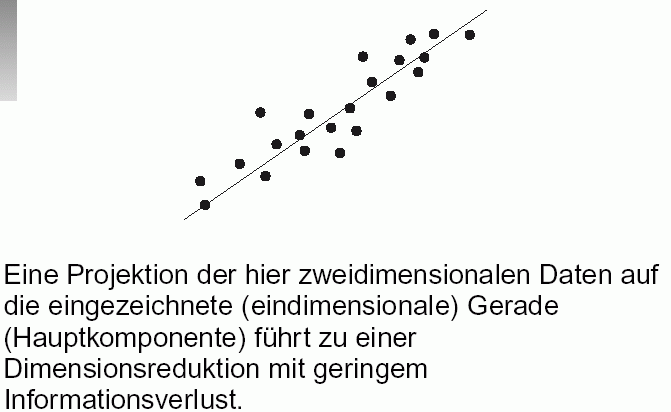 Eine Projektion der hier zweidimensionalen Daten auf
die eingezeichnete (eindimensionale) Gerade
(Hauptkomponente) führt zu einer
Dimensionsreduktion mit geringem
Informationsverlust.